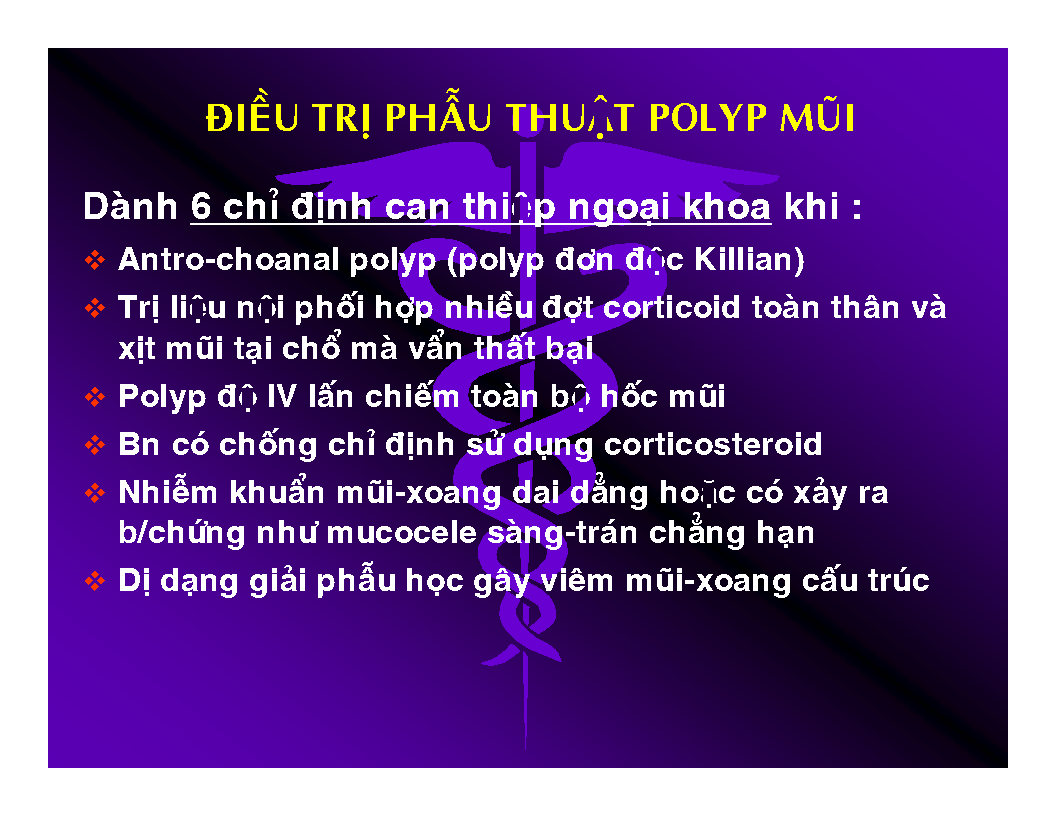 ĐIỀU TRỊ PHẪU THUẬT POLYP MŨI
Dành 6 chỉ định can thiệp ngoại khoa khi :
❖ Antro-choanal polyp (polyp đơn độc Killian)
❖ Trị liệu nội phối hợp nhiều đợt corticoid toàn thân và
xịt mũi tại chổ mà vẩn thất bại
❖ Polyp độ IV lấn chiếm toàn bộ hốc mũi
❖ Bn có chống chỉ định sử dụng corticosteroid
❖ Nhiễm khuẩn mũi-xoang dai dẳng hoặc có xảy ra
b/chứng như mucocele sàng-trán chẳng hạn
❖ Dị dạng giải phẫu học gây viêm mũi-xoang cấu trúc